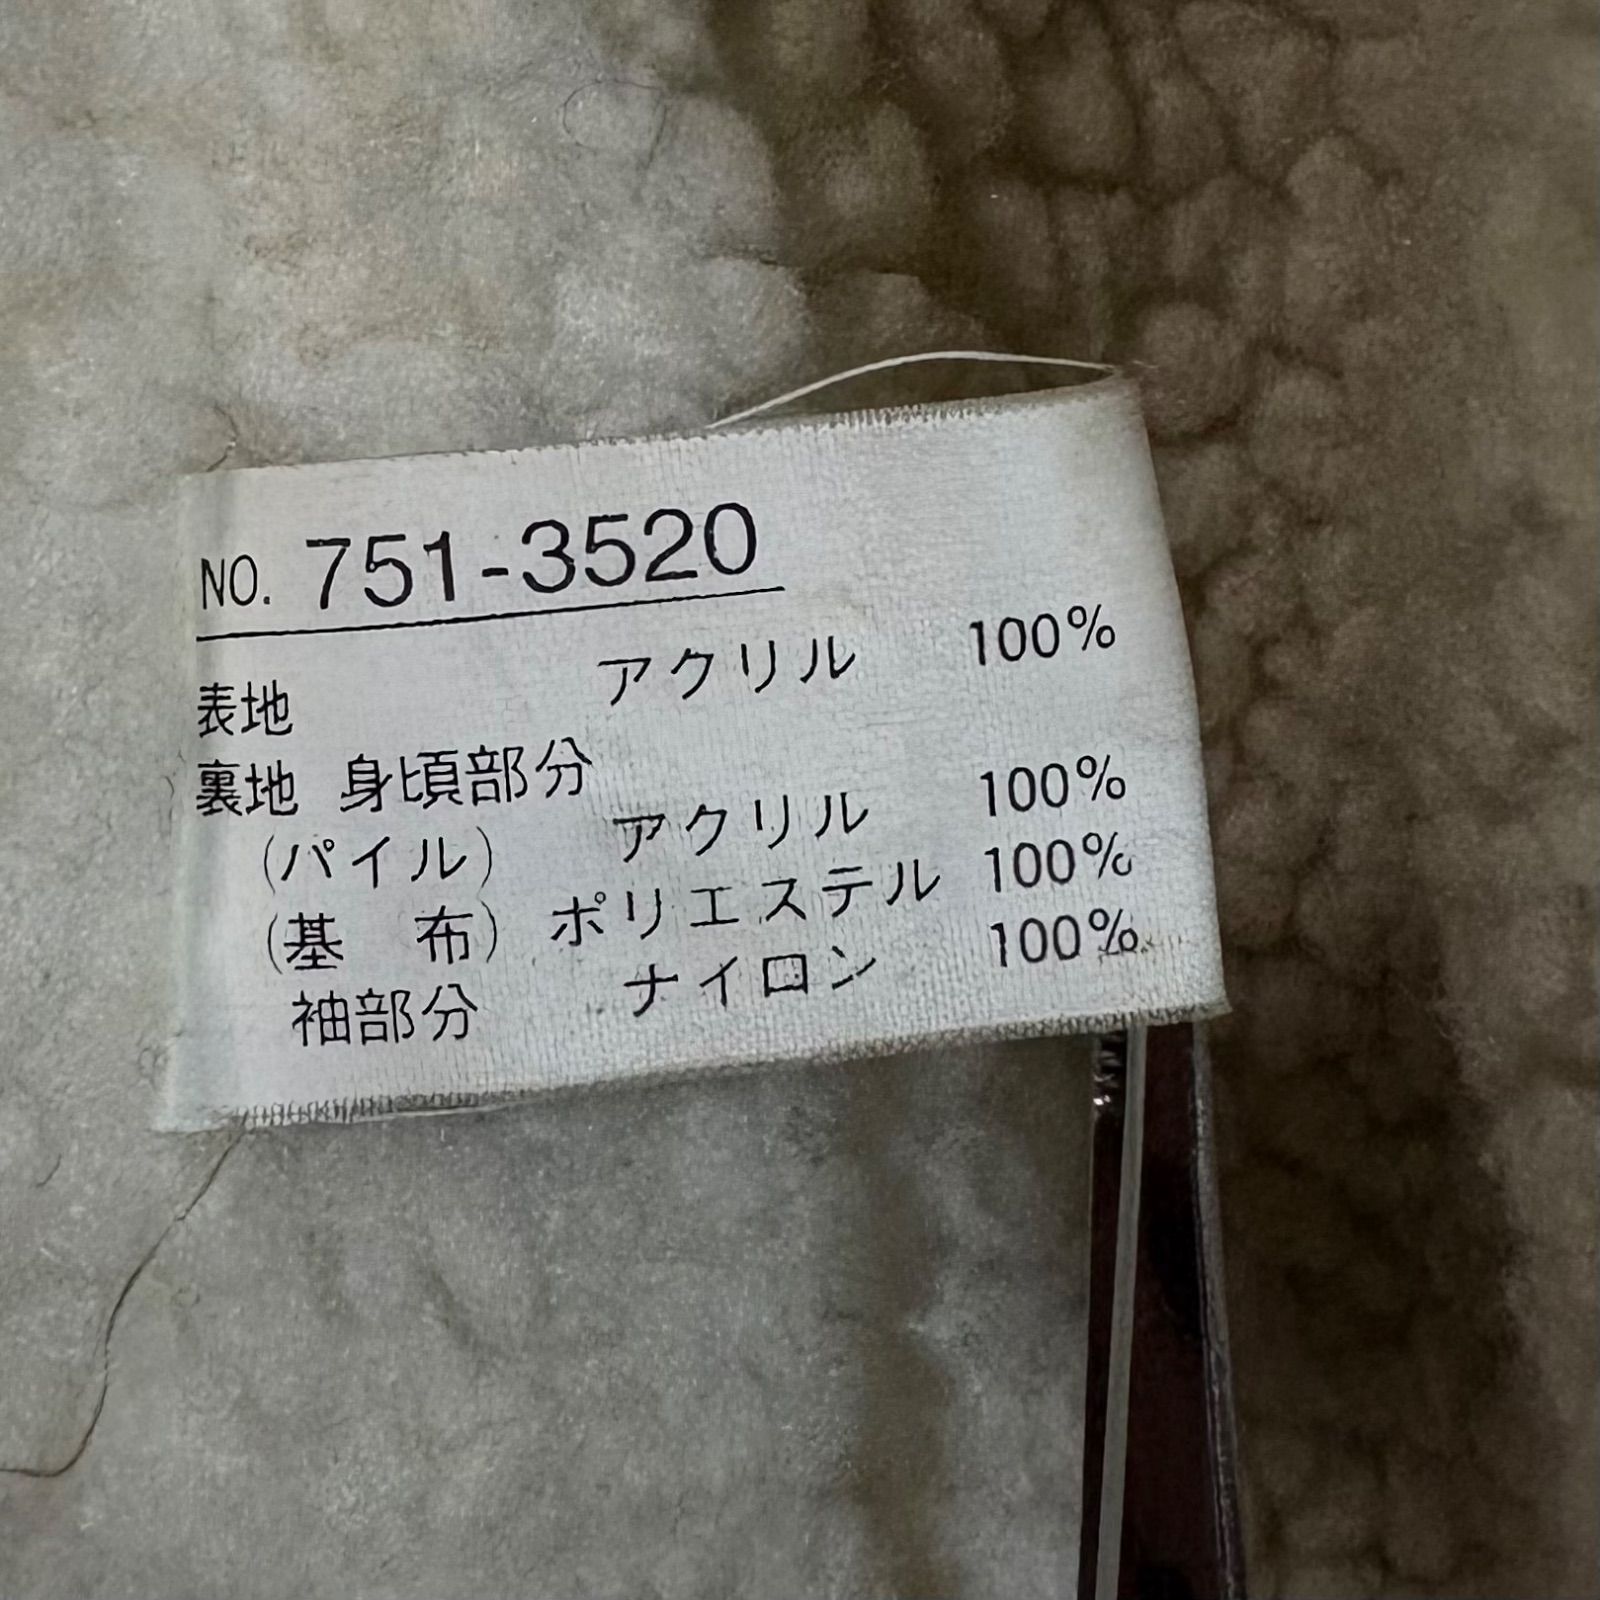 NO. 751-3520
表地 アクリル 100%
裏地 身頃部分
(パイル) アクリル 100%
(基 布) ポリエステル 100%
袖部分 ナイロン 100%